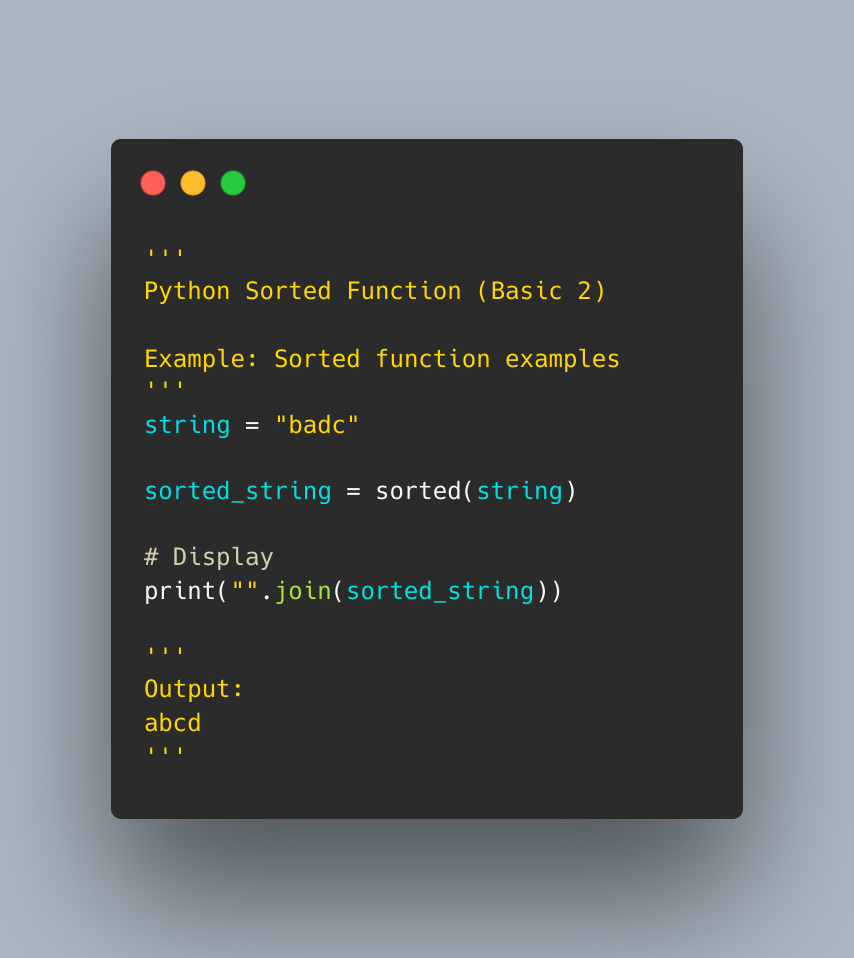 '''
Python Sorted Function (Basic 2)
Example: Sorted function examples
'''
string = "badc"
sorted_string = sorted(string)
# Display
print("".join(sorted_string))
'''
Output:
abcd
'''